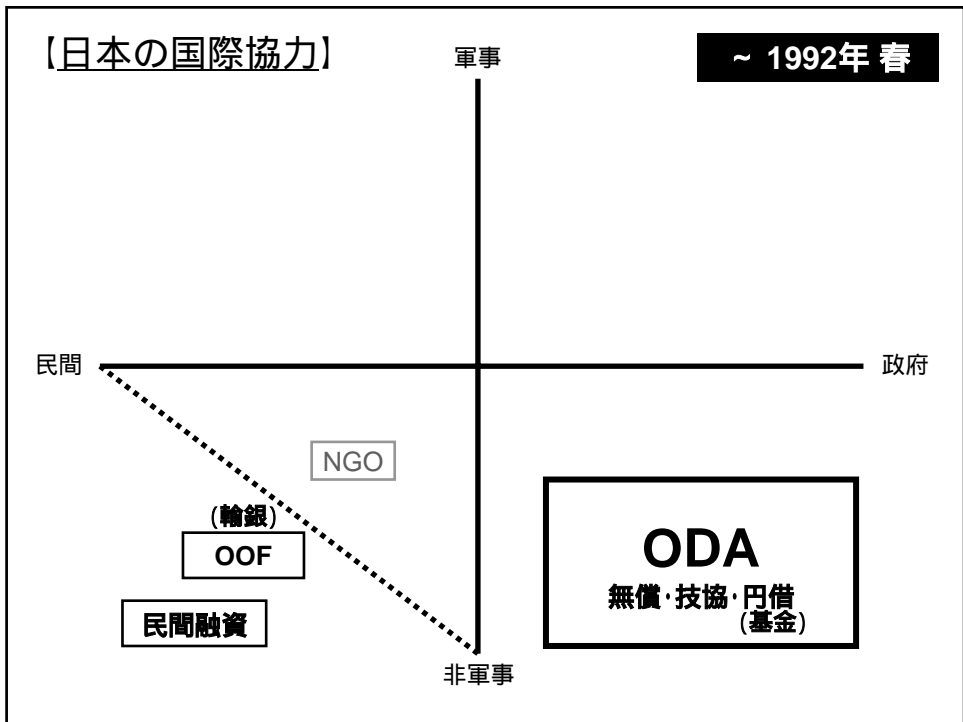 【日本の国際協力】
~ 1992年 春
軍事
民間
政府
NGO
(輸銀)
OOF
民間融資
ODA
無償・技協・円借
(基金)
非軍事